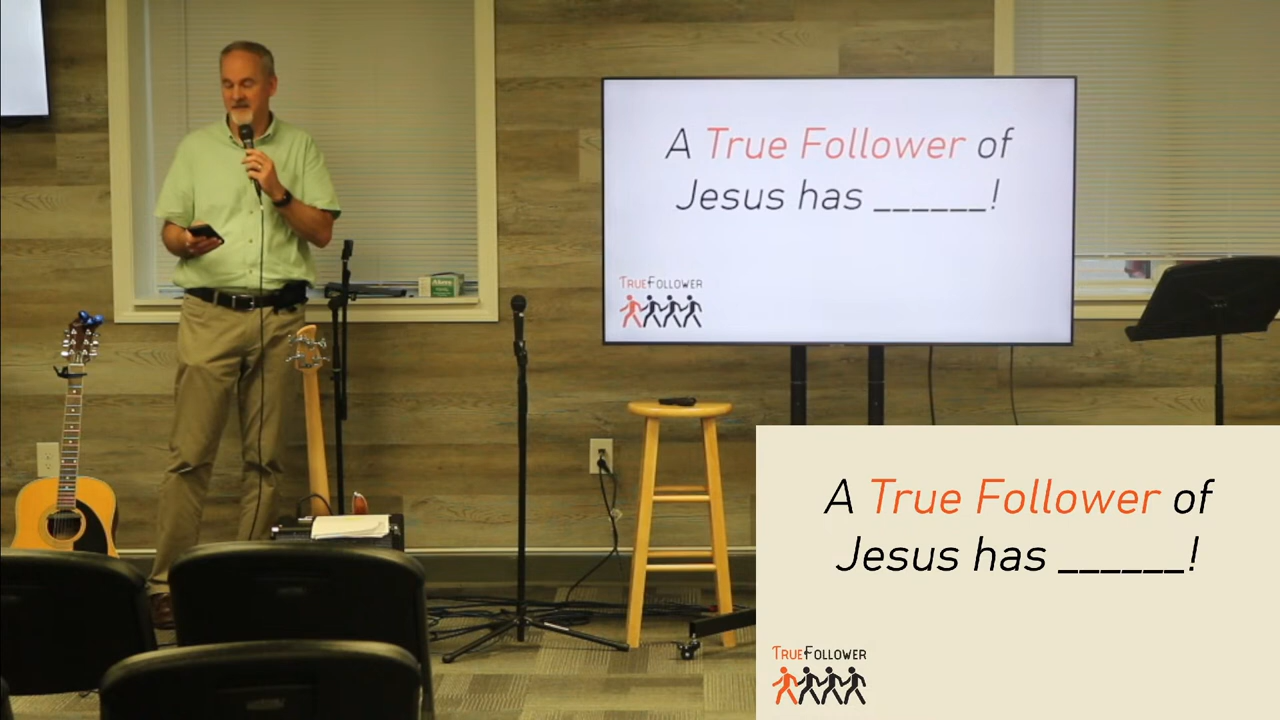 A True Follower of
Jesus has ______!
TRUEFOLLOWER
A True Follower of
Jesus has ______!
TRUEFOLLOWER